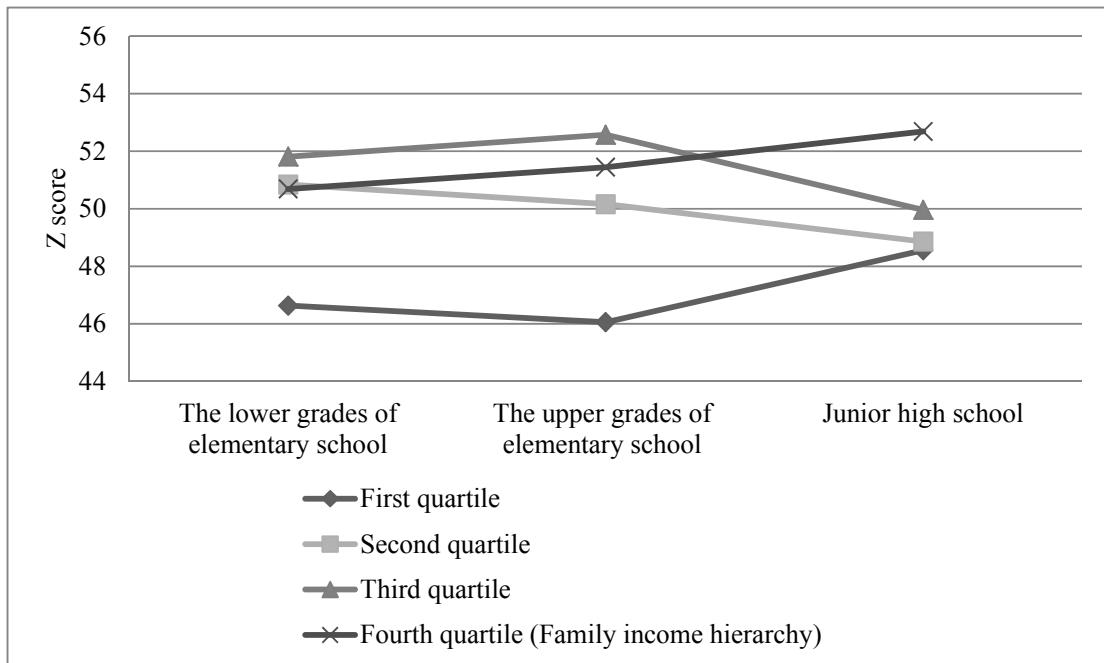 56
54
52
50
48
46
44
Z score
The lower grades of
elementary school
The upper grades of
elementary school
Junior high school
First quartile
Second quartile
Third quartile
Fourth quartile (Family income hierarchy)